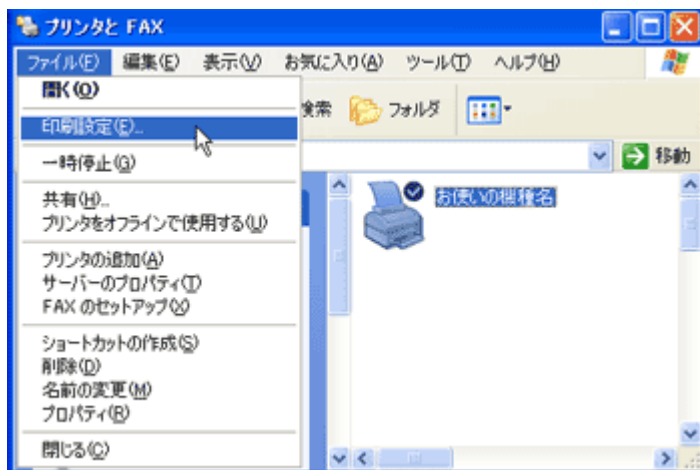 プリンタと FAX
ファイル(F) 編集(E) 表示(V) お気に入り(A) ツール(T) ヘルプ(H)
開く(O)
検索 フォルダ
印刷設定(E)...
一時停止(G)
移動
共有(H)...
お使いの機種名
プリンタをオフラインで使用する(U)
プリンタの追加(A)
サーバーのプロパティ(T)
FAX のセットアップ(X)
ショートカットの作成(S)
削除(D)
名前の変更(M)
プロパティ(R)
閉じる(C)